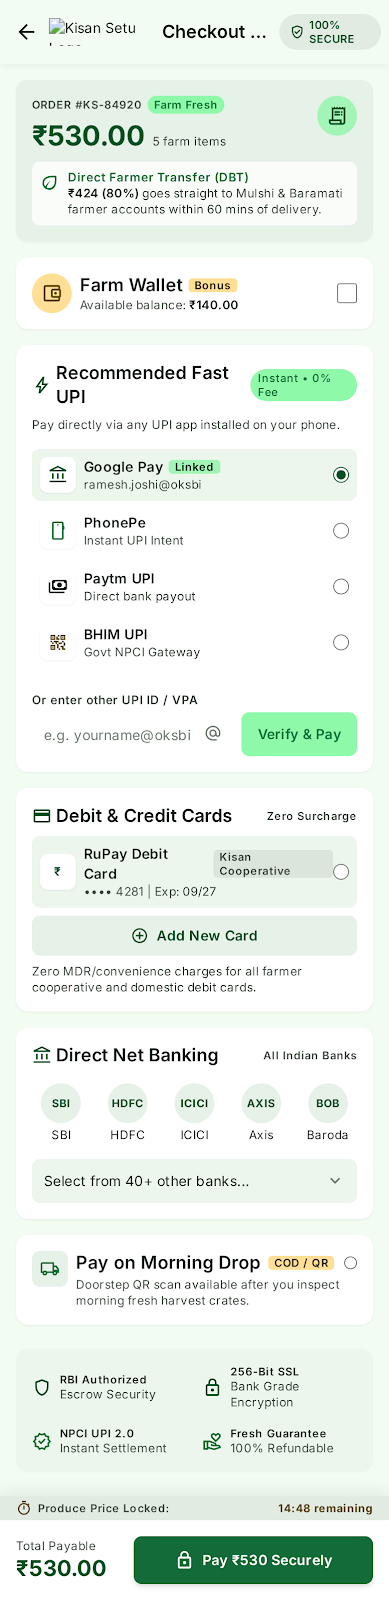 Kisan Setu
Checkout ...
100%
SECURE
ORDER #KS-84920 Farm Fresh
₹530.00 5 farm items
Direct Farmer Transfer (DBT)
₹424 (80%) goes straight to Mulshi & Baramati
farmer accounts within 60 mins of delivery.
Farm Wallet Bonus
Available balance: ₹140.00
Recommended Fast
UPI
Instant • 0%
Fee
Pay directly via any UPI app installed on your phone.
Google Pay Linked
ramesh.joshi@oksbi
PhonePe
Instant UPI Intent
Paytm UPI
Direct bank payout
BHIM UPI
Govt NPCI Gateway
Or enter other UPI ID / VPA
e.g. yourname@oksbi
Verify & Pay
Debit & Credit Cards Zero Surcharge
₹
RuPay Debit
Card
Kisan
Cooperative
•••• 4281 | Exp: 09/27
Add New Card
Zero MDR/convenience charges for all farmer
cooperative and domestic debit cards.
Direct Net Banking All Indian Banks
SBI HDFC ICICI AXIS BOB
SBI HDFC ICICI Axis Baroda
Select from 40+ other banks...
Pay on Morning Drop COD / QR
Doorstep QR scan available after you inspect
morning fresh harvest crates.
RBI Authorized
Escrow Security
256-Bit SSL
Bank Grade
Encryption
NPCI UPI 2.0
Instant Settlement
Fresh Guarantee
100% Refundable
Produce Price Locked: 14:48 remaining
Total Payable
₹530.00
Pay ₹530 Securely